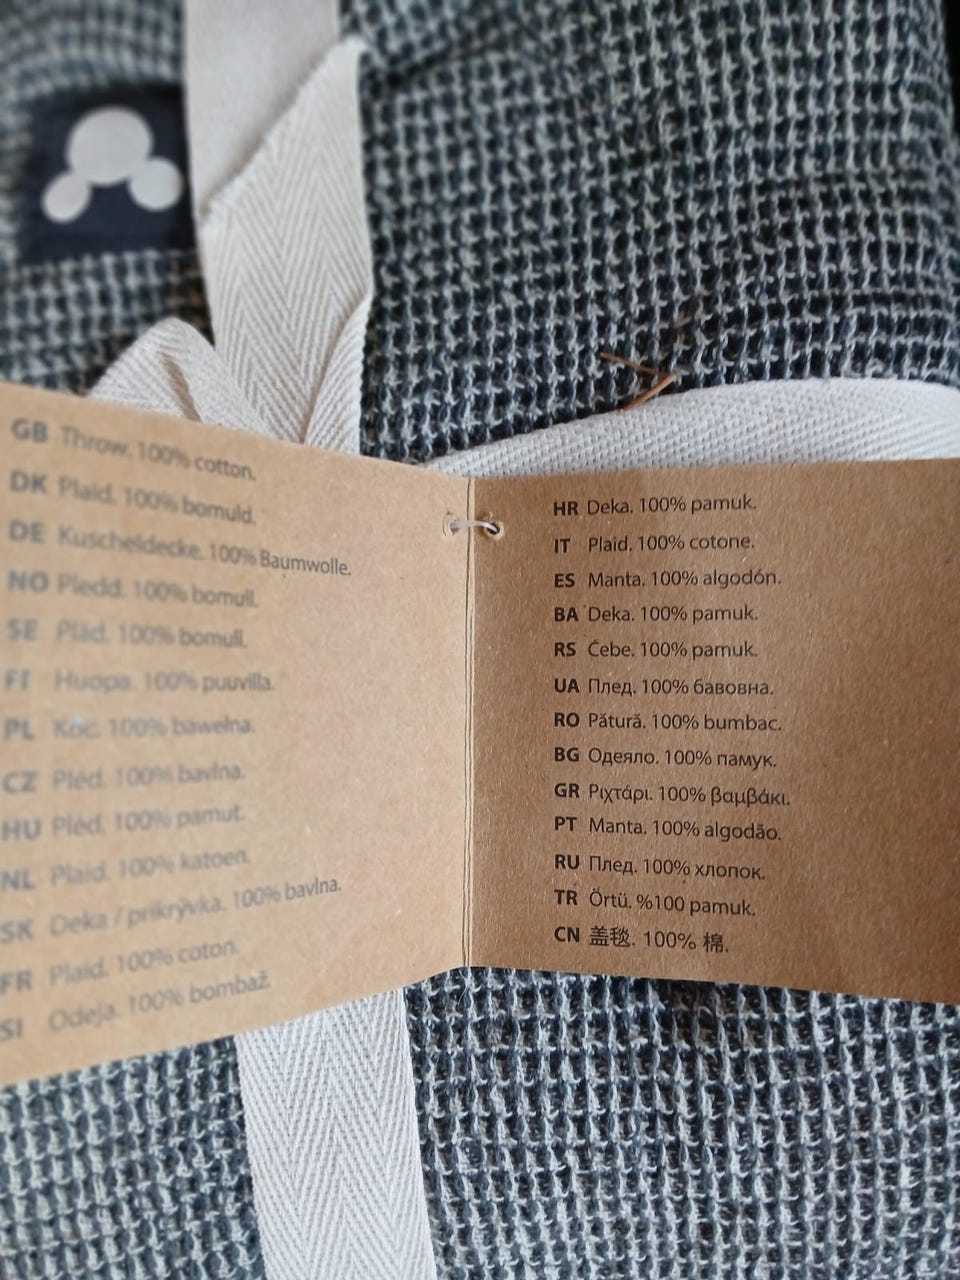 GB Throw. 100% cotton.
DK Plaid. 100% bomuld.
DE Kuscheldecke. 100% Baumwolle.
NO Pledd. 100% bomull.
SE Pläd. 100% bomull.
FI Huopa. 100% puuvilla.
PL Koc. 100% bawełna.
CZ Pléd. 100% bavlna.
HU Pléd. 100% pamut.
NL Plaid. 100% katoen.
SK Deka / prikrývka. 100% bavlna.
FR Plaid. 100% coton.
SI Odeja. 100% bombaž.
HR Deka. 100% pamuk.
IT Plaid. 100% cotone.
ES Manta. 100% algodón.
BA Deka. 100% pamuk.
RS Ćebe. 100% pamuk.
UA Плед. 100% бавовна.
RO Pătură. 100% bumbac.
BG Одеяло. 100% памук.
GR Ριχτάρι. 100% βαμβάκι.
PT Manta. 100% algodão.
RU Плед. 100% хлопок.
TR Örtü. %100 pamuk.
CN 盖毯. 100% 棉.